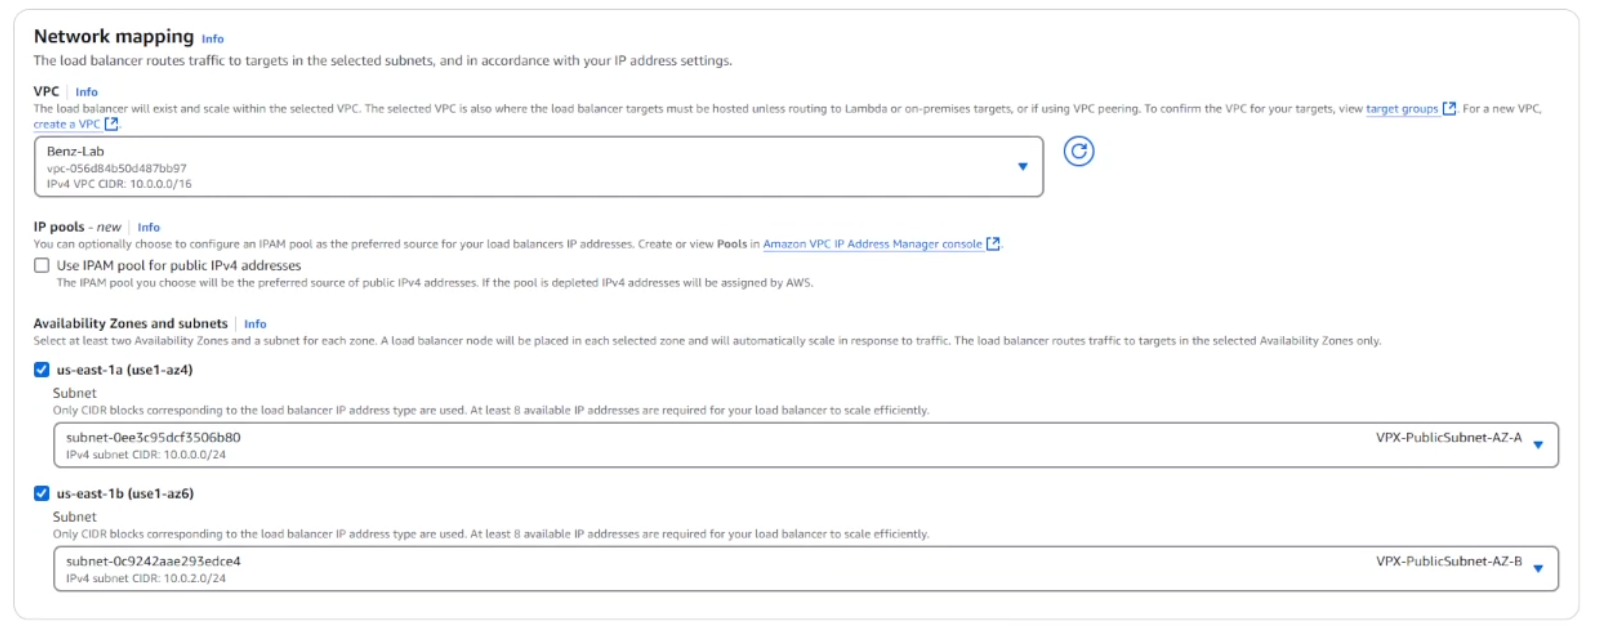 Network mapping Info
The load balancer routes traffic to targets in the selected subnets, and in accordance with your IP address settings.
VPC Info
The load balancer will exist and scale within the selected VPC. The selected VPC is also where the load balancer targets must be hosted unless routing to Lambda or on-premises targets, or if using VPC peering. To confirm the VPC for your targets, view target groups. For a new VPC,
create a VPC.
Benz-Lab
vpc-056d84b50d487bb97
IPv4 VPC CIDR: 10.0.0.0/16
IP pools - new Info
You can optionally choose to configure an IPAM pool as the preferred source for your load balancers IP addresses. Create or view Pools in Amazon VPC IP Address Manager console.
Use IPAM pool for public IPv4 addresses
The IPAM pool you choose will be the preferred source of public IPv4 addresses. If the pool is depleted IPv4 addresses will be assigned by AWS.
Availability Zones and subnets Info
Select at least two Availability Zones and a subnet for each zone. A load balancer node will be placed in each selected zone and will automatically scale in response to traffic. The load balancer routes traffic to targets in the selected Availability Zones only.
us-east-1a (use1-az4)
Subnet
Only CIDR blocks corresponding to the load balancer IP address type are used. At least 8 available IP addresses are required for your load balancer to scale efficiently.
subnet-0ee3c95dcf3506b80 VPX-PublicSubnet-AZ-A
IPv4 subnet CIDR: 10.0.0.0/24
us-east-1b (use1-az6)
Subnet
Only CIDR blocks corresponding to the load balancer IP address type are used. At least 8 available IP addresses are required for your load balancer to scale efficiently.
subnet-0c9242aae293edce4 VPX-PublicSubnet-AZ-B
IPv4 subnet CIDR: 10.0.2.0/24